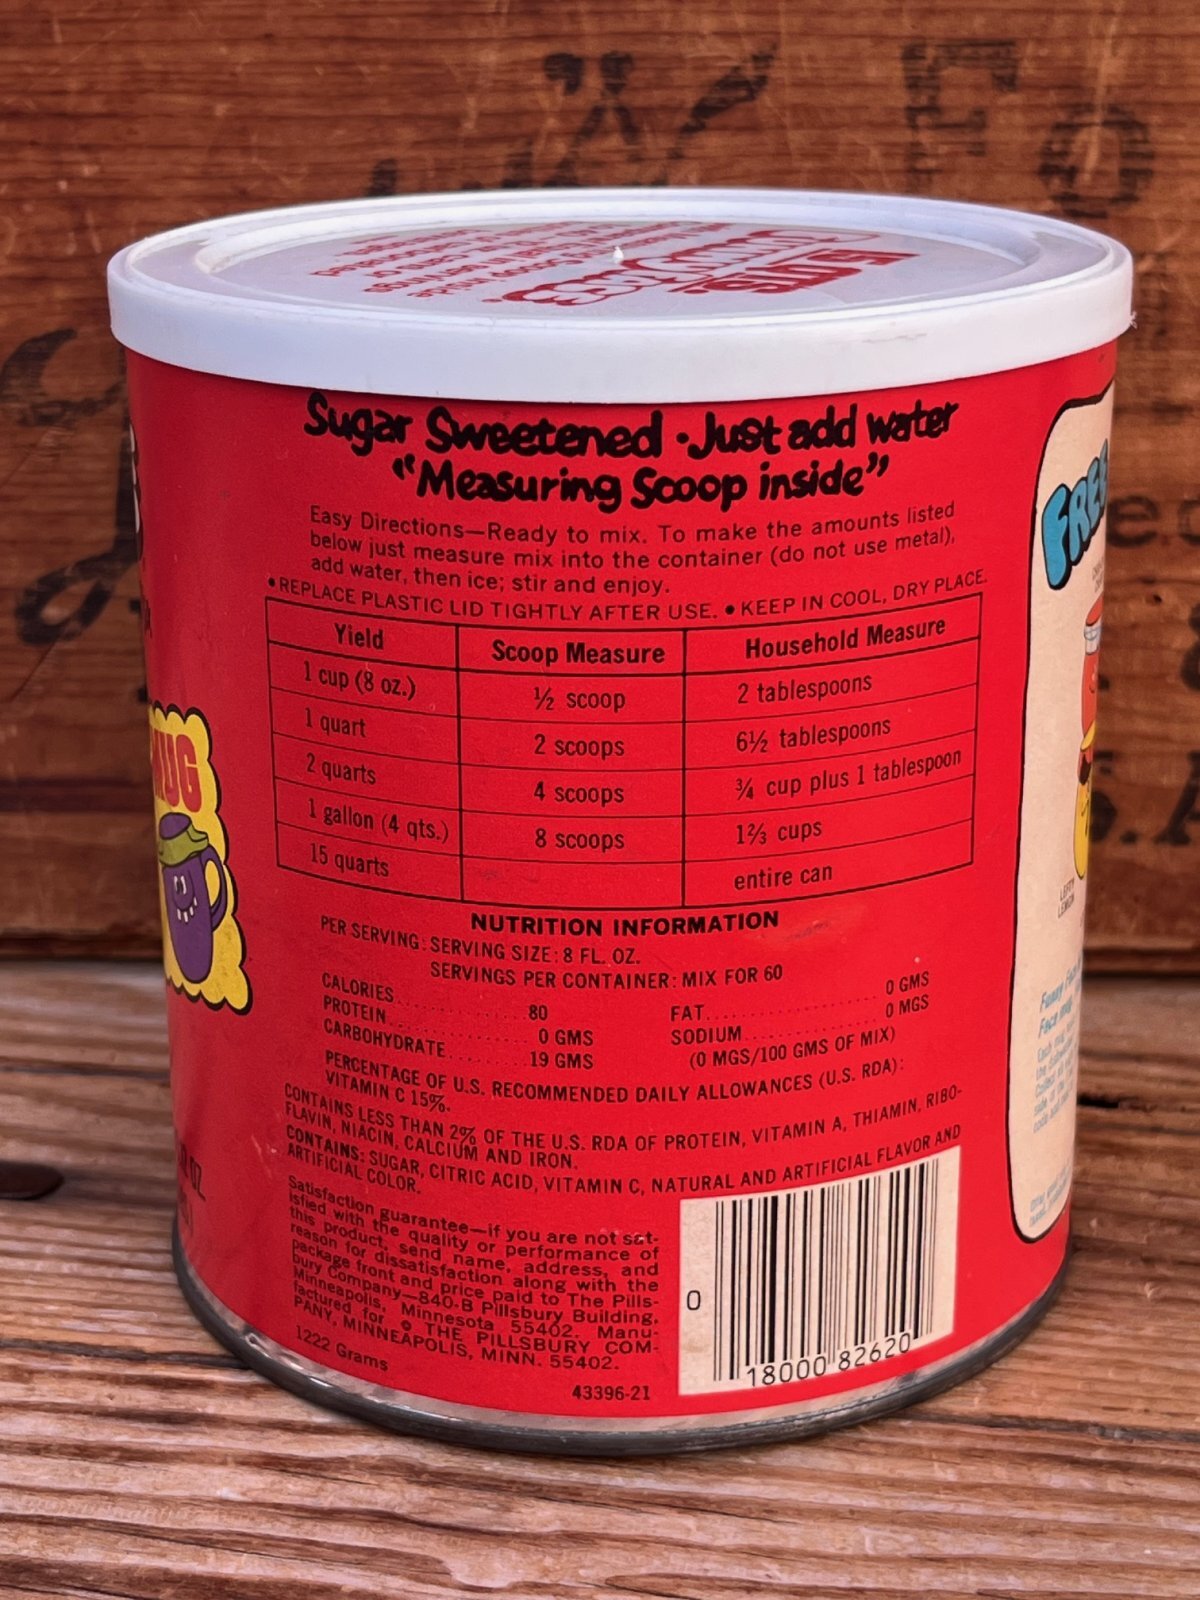 Sugar Sweetened • Just add water
"Measuring Scoop inside"
Easy Directions—Ready to mix. To make the amounts listed
below just measure mix into the container (do not use metal),
add water, then ice; stir and enjoy.
• REPLACE PLASTIC LID TIGHTLY AFTER USE. • KEEP IN COOL, DRY PLACE.
Yield Scoop Measure Household Measure
1 cup (8 oz.) ½ scoop 2 tablespoons
1 quart 2 scoops 6½ tablespoons
2 quarts 4 scoops ¾ cup plus 1 tablespoon
1 gallon (4 qts.) 8 scoops 1⅔ cups
15 quarts entire can
NUTRITION INFORMATION
PER SERVING: SERVING SIZE: 8 FL. OZ.
SERVINGS PER CONTAINER: MIX FOR 60
CALORIES 80 FAT 0 GMS
PROTEIN 0 GMS SODIUM 0 MGS
CARBOHYDRATE 19 GMS (0 MGS/100 GMS OF MIX)
PERCENTAGE OF U.S. RECOMMENDED DAILY ALLOWANCES (U.S. RDA):
VITAMIN C 15%.
CONTAINS LESS THAN 2% OF THE U.S. RDA OF PROTEIN, VITAMIN A, THIAMIN, RIBO-
FLAVIN, NIACIN, CALCIUM AND IRON.
CONTAINS: SUGAR, CITRIC ACID, VITAMIN C, NATURAL AND ARTIFICIAL FLAVOR AND
ARTIFICIAL COLOR.
Satisfaction guarantee—if you are not sat-
isfied with the quality or performance of
this product, send name, address, and
reason for dissatisfaction along with the
package front and price paid to The Pills-
bury Company—840-B Pillsbury Building,
Minneapolis, Minnesota 55402. Manu-
factured for © THE PILLSBURY COM-
PANY, MINNEAPOLIS, MINN. 55402.
1222 Grams
43396-21
0 18000 82620
FREE
MUG
LEFTY
LEMON
LOTS